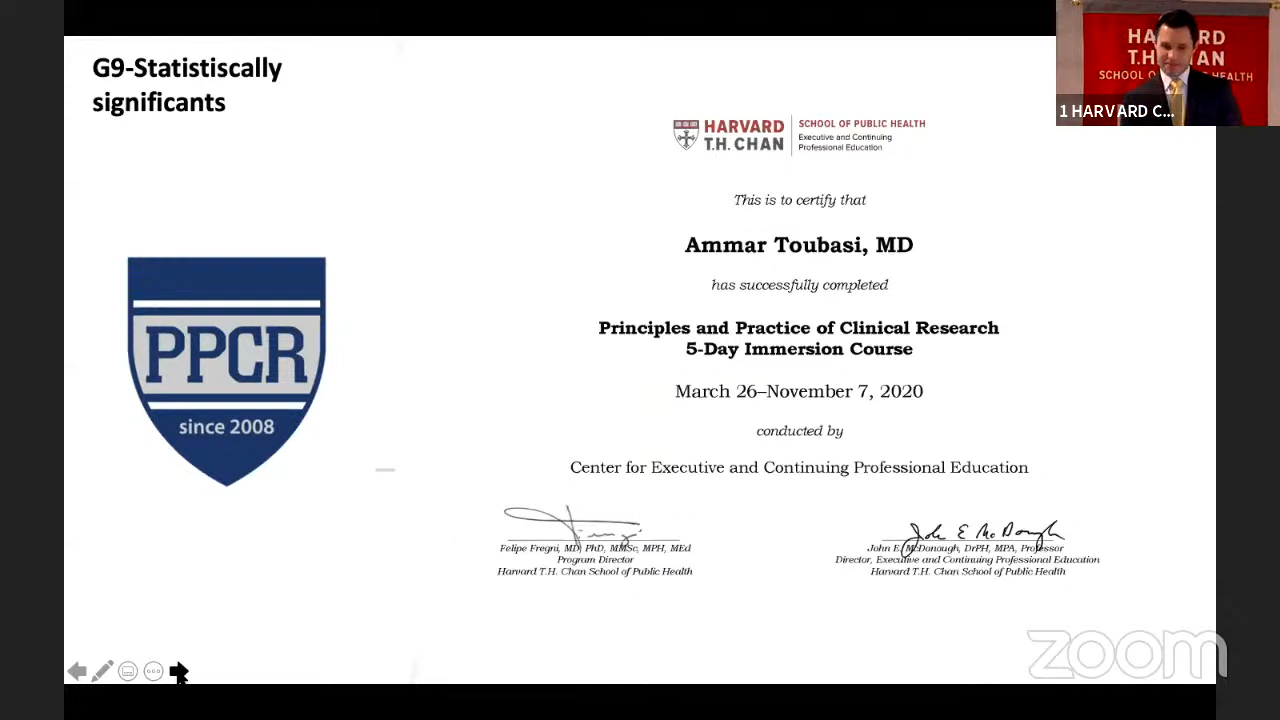 G9-Statistiscally
significants
HARVARD
T.H. CHAN
SCHOOL OF PUBLIC HEALTH
Executive and Continuing
Professional Education
This is to certify that
Ammar Toubasi, MD
has successfully completed
Principles and Practice of Clinical Research
5-Day Immersion Course
March 26–November 7, 2020
conducted by
Center for Executive and Continuing Professional Education
PPCR
since 2008
John E McDonough
Felipe Fregni, MD, PhD, MMSc, MPH, MEd
Program Director
Harvard T.H. Chan School of Public Health
John E. McDonough, DrPH, MPA, Professor
Director, Executive and Continuing Professional Education
Harvard T.H. Chan School of Public Health
HARVARD
T.H. CHAN
SCHOOL OF PUBLIC HEALTH
1 HARVARD C...
zoom